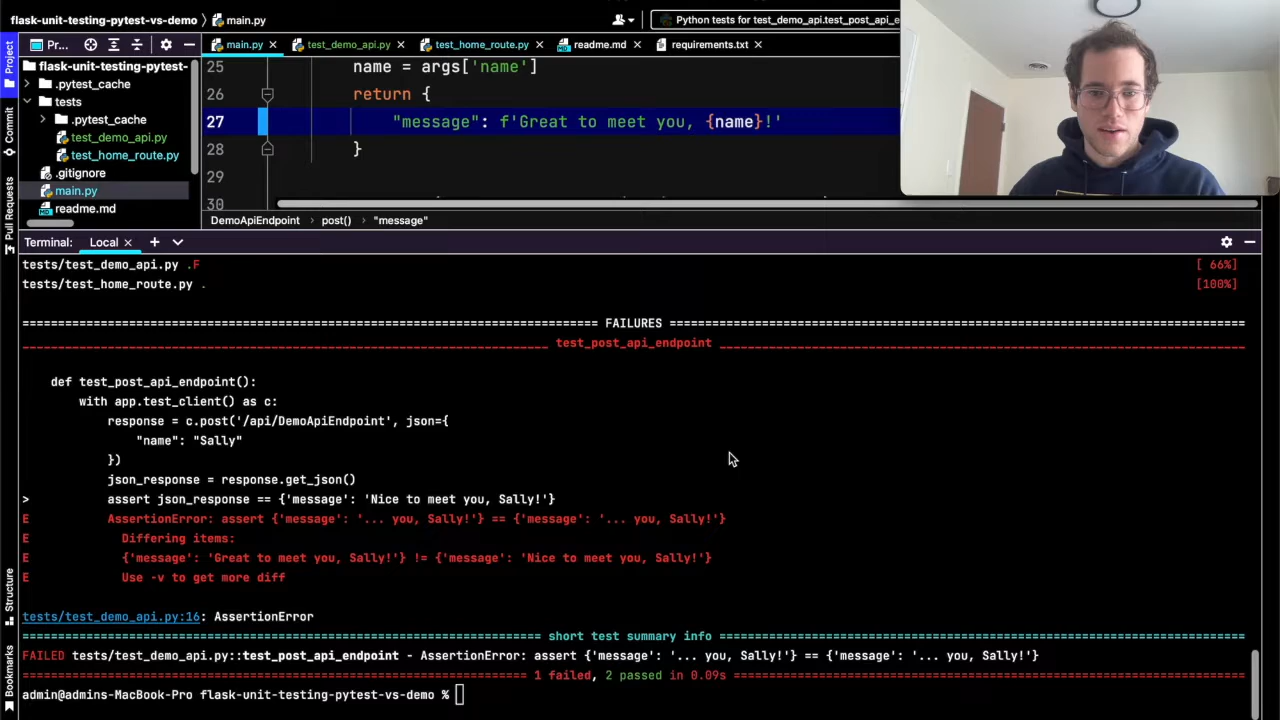 flask-unit-testing-pytest-vs-demo main.py
Python tests for test_demo_api.test_post_api_e
Project
Commit
Pull Requests
Structure
Bookmarks
Pr...
main.py
test_demo_api.py
test_home_route.py
readme.md
requirements.txt
flask-unit-testing-pytest-
.pytest_cache
tests
.pytest_cache
test_demo_api.py
test_home_route.py
.gitignore
main.py
readme.md
25 name = args['name']
26 return {
27 "message": f'Great to meet you, {name}!'
28 }
29
30
DemoApiEndpoint post() "message"
Terminal: Local
tests/test_demo_api.py .F [ 66%]
tests/test_home_route.py . [100%]
=== FAILURES ===
___ test_post_api_endpoint ___
def test_post_api_endpoint():
with app.test_client() as c:
response = c.post('/api/DemoApiEndpoint', json={
"name": "Sally"
})
json_response = response.get_json()
> assert json_response == {'message': 'Nice to meet you, Sally!'}
E AssertionError: assert {'message': '... you, Sally!'} == {'message': '... you, Sally!'}
E Differing items:
E {'message': 'Great to meet you, Sally!'} != {'message': 'Nice to meet you, Sally!'}
E Use -v to get more diff
tests/test_demo_api.py:16: AssertionError
=== short test summary info ===
FAILED tests/test_demo_api.py::test_post_api_endpoint - AssertionError: assert {'message': '... you, Sally!'} == {'message': '... you, Sally!'}
=== 1 failed, 2 passed in 0.09s ===
admin@admins-MacBook-Pro flask-unit-testing-pytest-vs-demo %